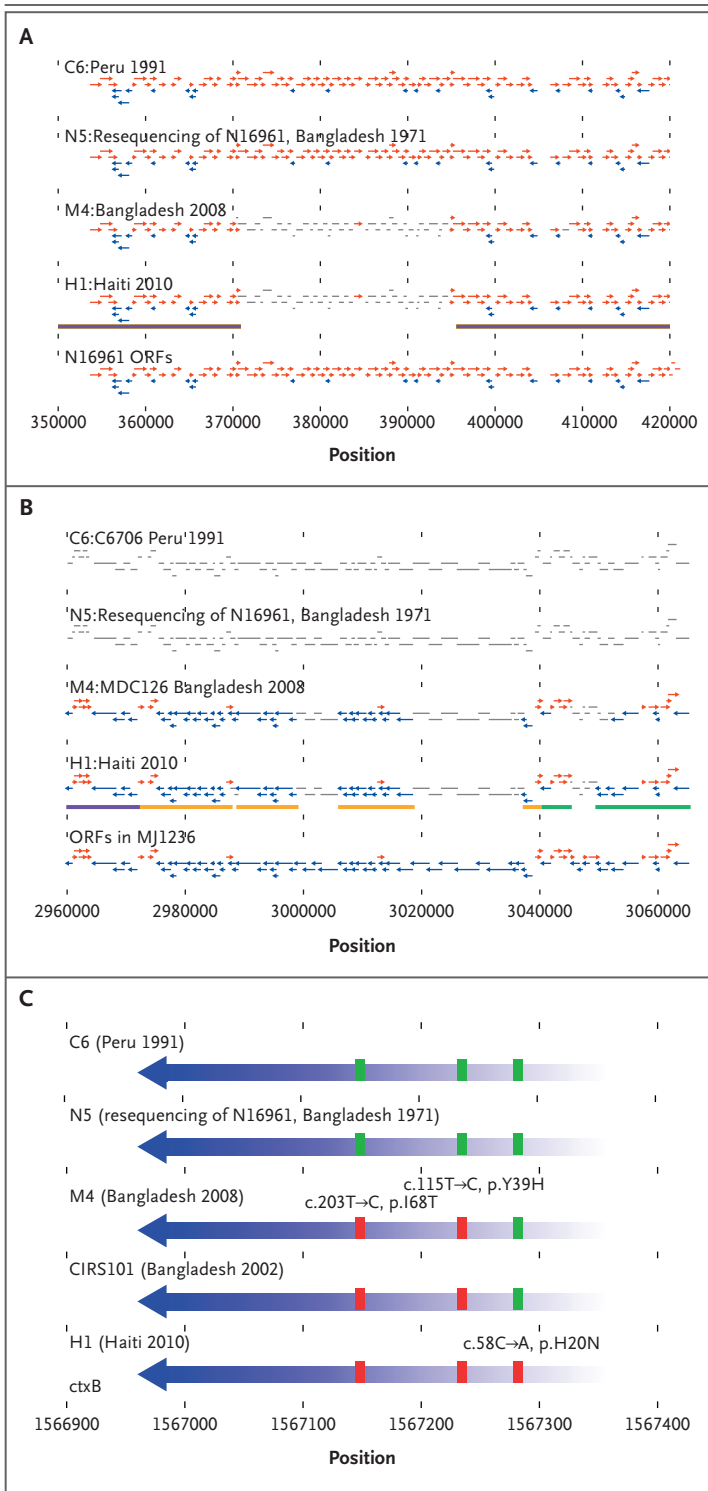 A
C6:Peru 1991
N5:Resequencing of N16961, Bangladesh 1971
M4:Bangladesh 2008
H1:Haiti 2010
N16961 ORFs
350000 360000 370000 380000 390000 400000 410000 420000
Position
B
C6:C6706 Peru 1991
N5:Resequencing of N16961, Bangladesh 1971
M4:MDC126 Bangladesh 2008
H1:Haiti 2010
ORFs in MJ1236
2960000 2980000 3000000 3020000 3040000 3060000
Position
C
C6 (Peru 1991)
N5 (resequencing of N16961, Bangladesh 1971)
c.115T→C, p.Y39H
M4 (Bangladesh 2008)
c.203T→C, p.I68T
CIRS101 (Bangladesh 2002)
H1 (Haiti 2010)
c.58C→A, p.H20N
ctxB
1566900 1567000 1567100 1567200 1567300 1567400
Position